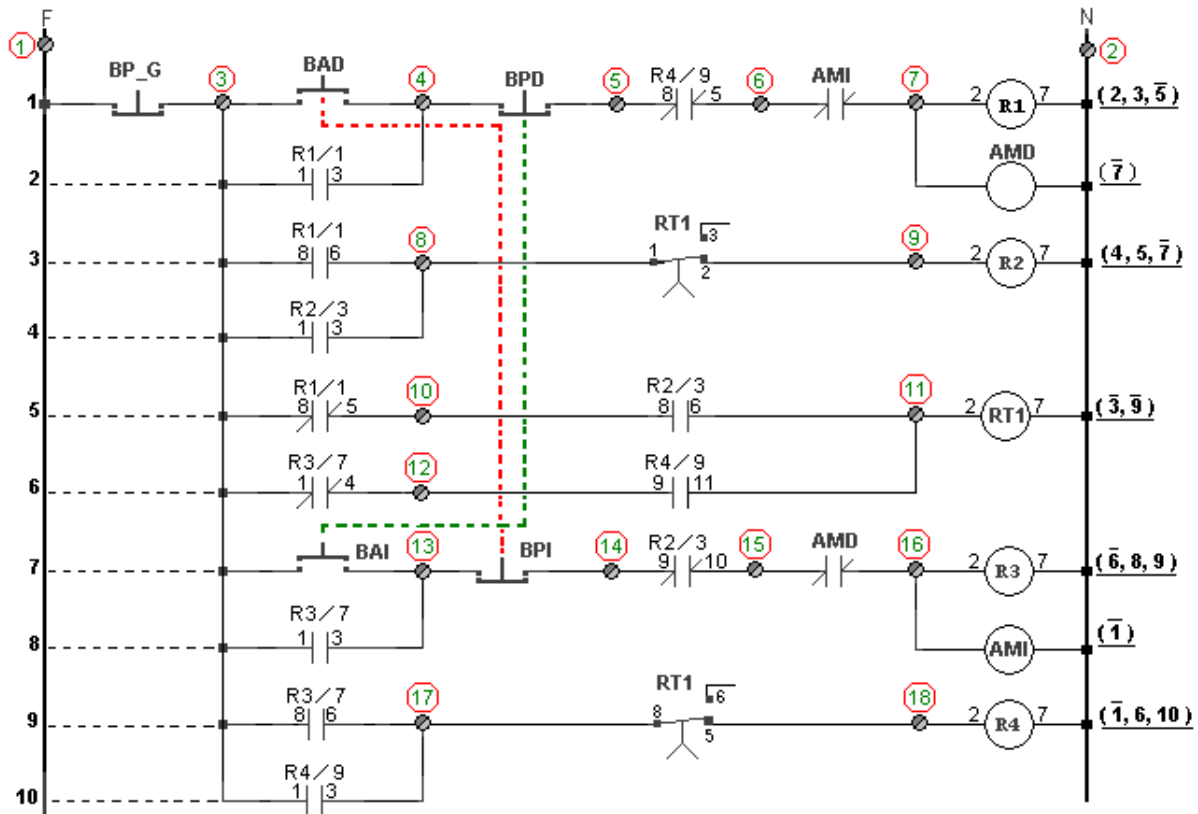 F N
1 2
BP_G 3 BAD 4 BPD 5 R4/9 6 AMI 7
1 8 5 2 R1 7 (2, 3, 5̅)
R1/1 AMD
2 1 3 (7̅)
R1/1 8 RT1 3 9
3 8 6 1 2 2 R2 7 (4, 5, 7̅)
R2/3
4 1 3
R1/1 10 R2/3 11
5 8 5 8 6 2 RT1 7 (3̅, 9̅)
R3/7 12 R4/9
6 1 4 9 11
BAI 13 BPI 14 R2/3 15 AMD 16
7 9 10 2 R3 7 (6̅, 8, 9)
R3/7
8 1 3 AMI (1̅)
R3/7 17 RT1 6 18
9 8 6 8 5 2 R4 7 (1̅, 6, 10)
R4/9
10 1 3